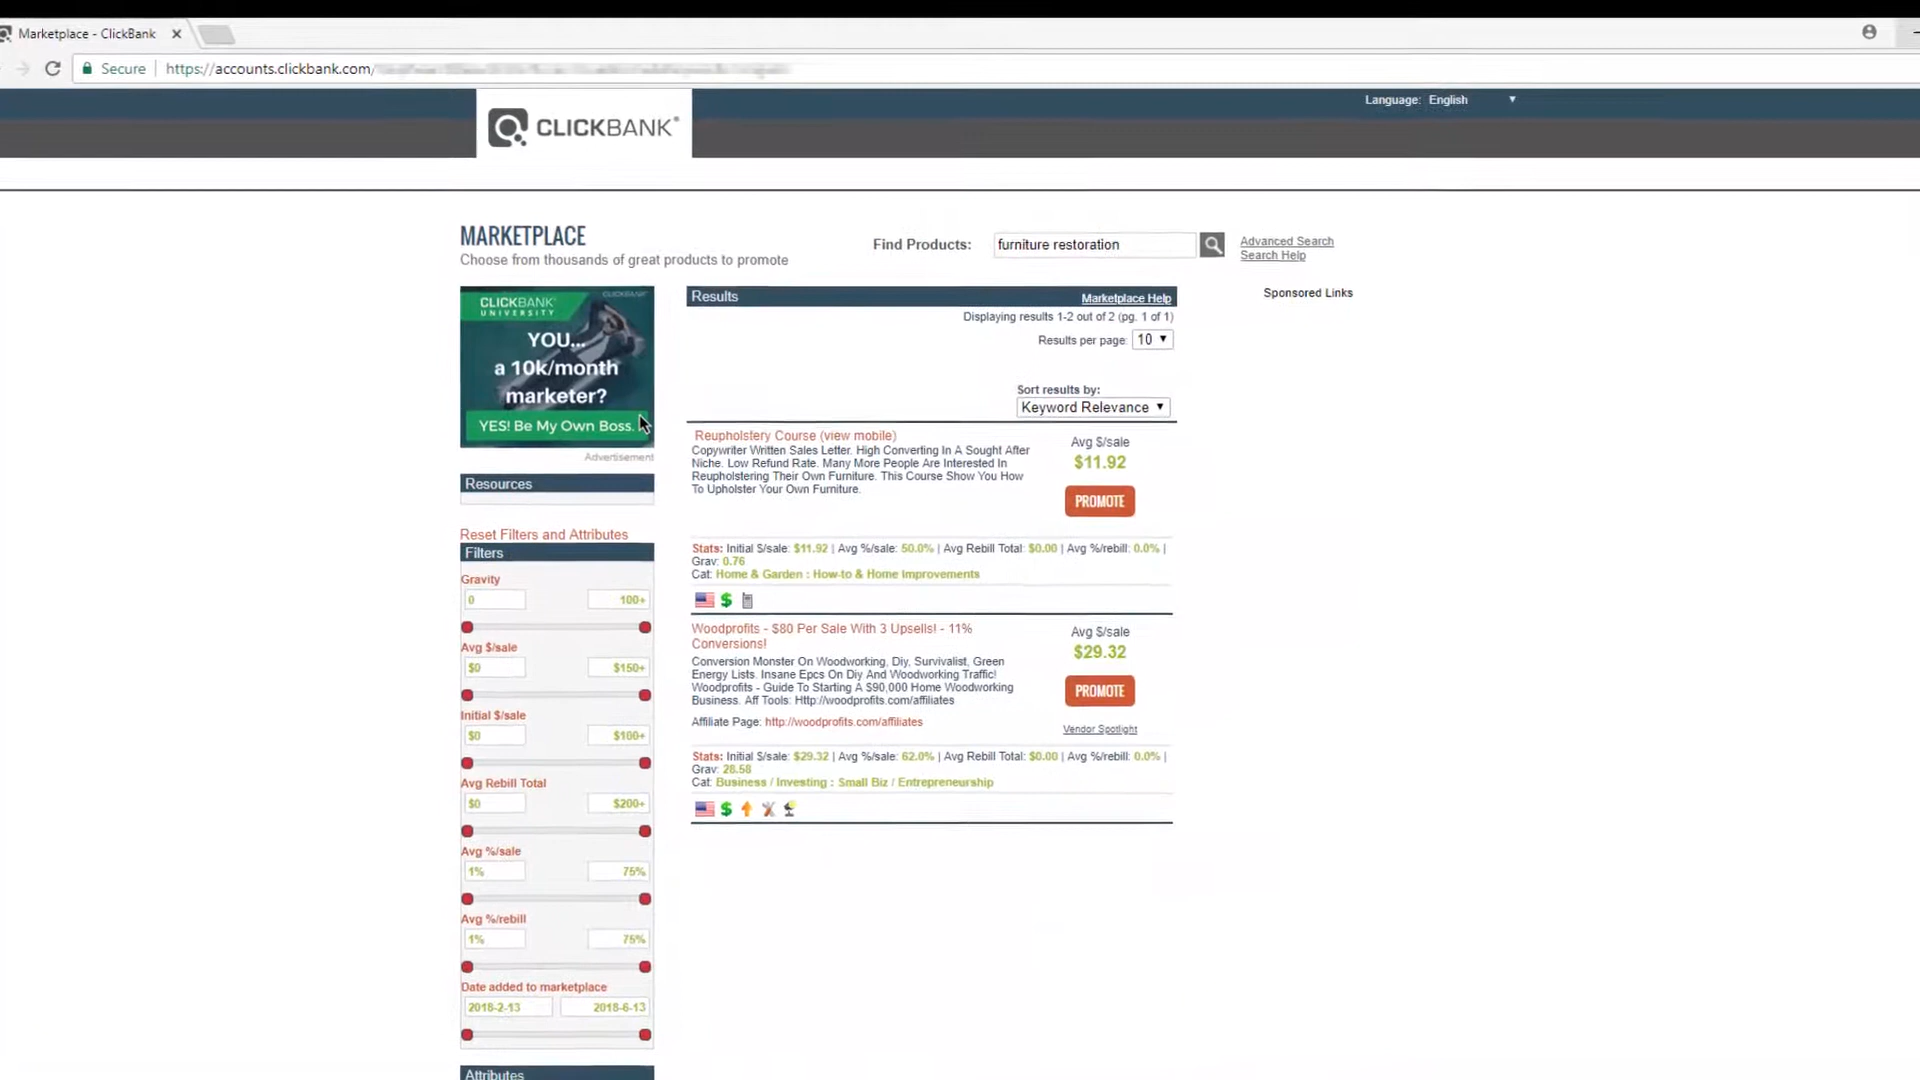 Marketplace - ClickBank
Secure
https://accounts.clickbank.com/
Language: English
CLICKBANK
MARKETPLACE
Choose from thousands of great products to promote
Find Products:
furniture restoration
Advanced Search
Search Help
CLICKBANK
CLICKBANK
UNIVERSITY
YOU...
a 10k/month
marketer?
YES! Be My Own Boss.
Advertisement
Resources
Reset Filters and Attributes
Filters
Gravity
0 100+
Avg $/sale
$0 $150+
Initial $/sale
$0 $100+
Avg Rebill Total
$0 $200+
Avg %/sale
1% 75%
Avg %/rebill
1% 75%
Date added to marketplace
2018-2-13 2018-6-13
Attributes
Results
Marketplace Help
Displaying results 1-2 out of 2 (pg. 1 of 1)
Results per page: 10
Sort results by:
Keyword Relevance
Reupholstery Course (view mobile)
Copywriter Written Sales Letter. High Converting In A Sought After
Niche. Low Refund Rate. Many More People Are Interested In
Reupholstering Their Own Furniture. This Course Show You How
To Upholster Your Own Furniture.
Avg $/sale
$11.92
PROMOTE
Stats: Initial $/sale: $11.92 | Avg %/sale: 50.0% | Avg Rebill Total: $0.00 | Avg %/rebill: 0.0% |
Grav: 0.76
Cat: Home & Garden : How-to & Home Improvements
Woodprofits - $80 Per Sale With 3 Upsells! - 11%
Conversions!
Conversion Monster On Woodworking, Diy, Survivalist, Green
Energy Lists. Insane Epcs On Diy And Woodworking Traffic!
Woodprofits - Guide To Starting A $90,000 Home Woodworking
Business. Aff Tools: Http://woodprofits.com/affiliates
Affiliate Page: http://woodprofits.com/affiliates
Avg $/sale
$29.32
PROMOTE
Vendor Spotlight
Stats: Initial $/sale: $29.32 | Avg %/sale: 62.0% | Avg Rebill Total: $0.00 | Avg %/rebill: 0.0% |
Grav: 28.58
Cat: Business / Investing : Small Biz / Entrepreneurship
Sponsored Links